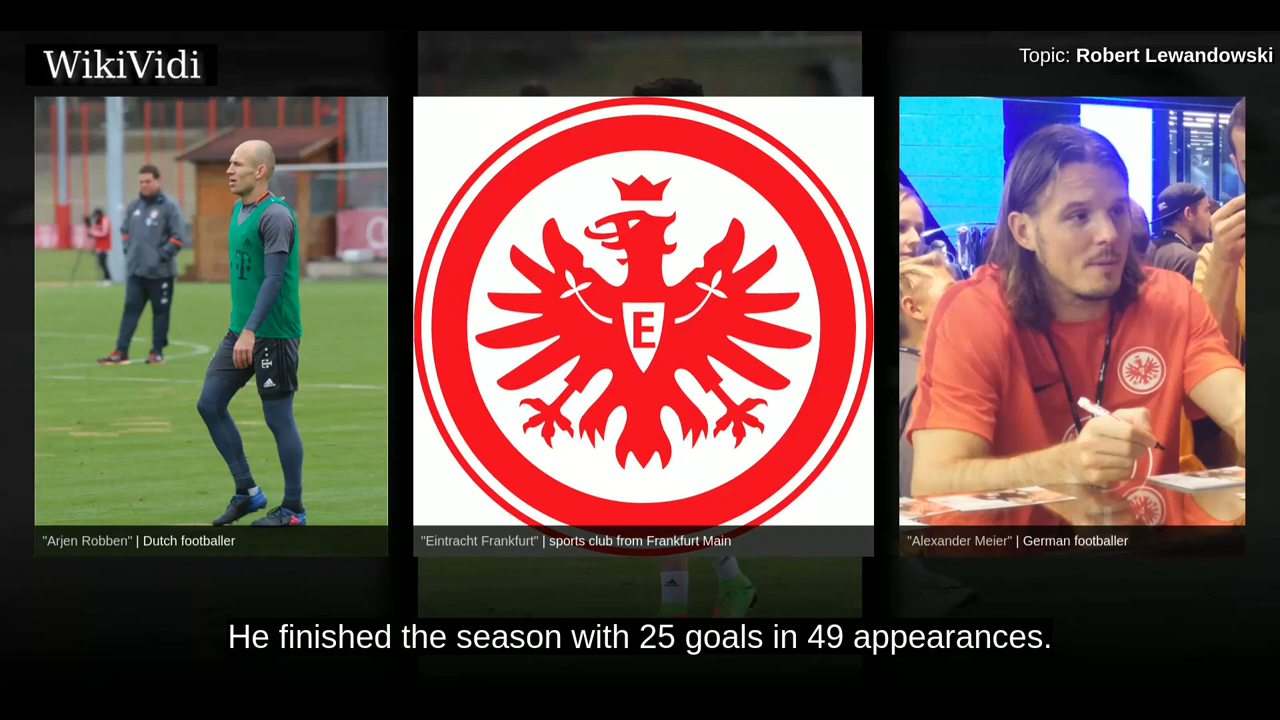 WikiVidi
Topic: Robert Lewandowski
E
"Arjen Robben" | Dutch footballer
"Eintracht Frankfurt" | sports club from Frankfurt Main
"Alexander Meier" | German footballer
He finished the season with 25 goals in 49 appearances.